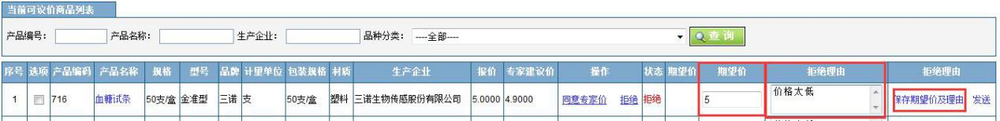 当前可议价商品列表
产品编号： 产品名称： 生产企业： 品种分类： ----全部---- 查 询
序号 选项 产品编码 产品名称 规格 型号 品牌 计量单位 包装规格 材质 生产企业 报价 专家建议价 操作 状态 期望价 期望价 拒绝理由 拒绝理由
1 716 血糖试条 50支/盒 金准型 三诺 支 50支/盒 塑料 三诺生物传感股份有限公司 5.0000 4.9000 同意专家价 拒绝 拒绝 5 价格太低 保存期望价及理由 发送